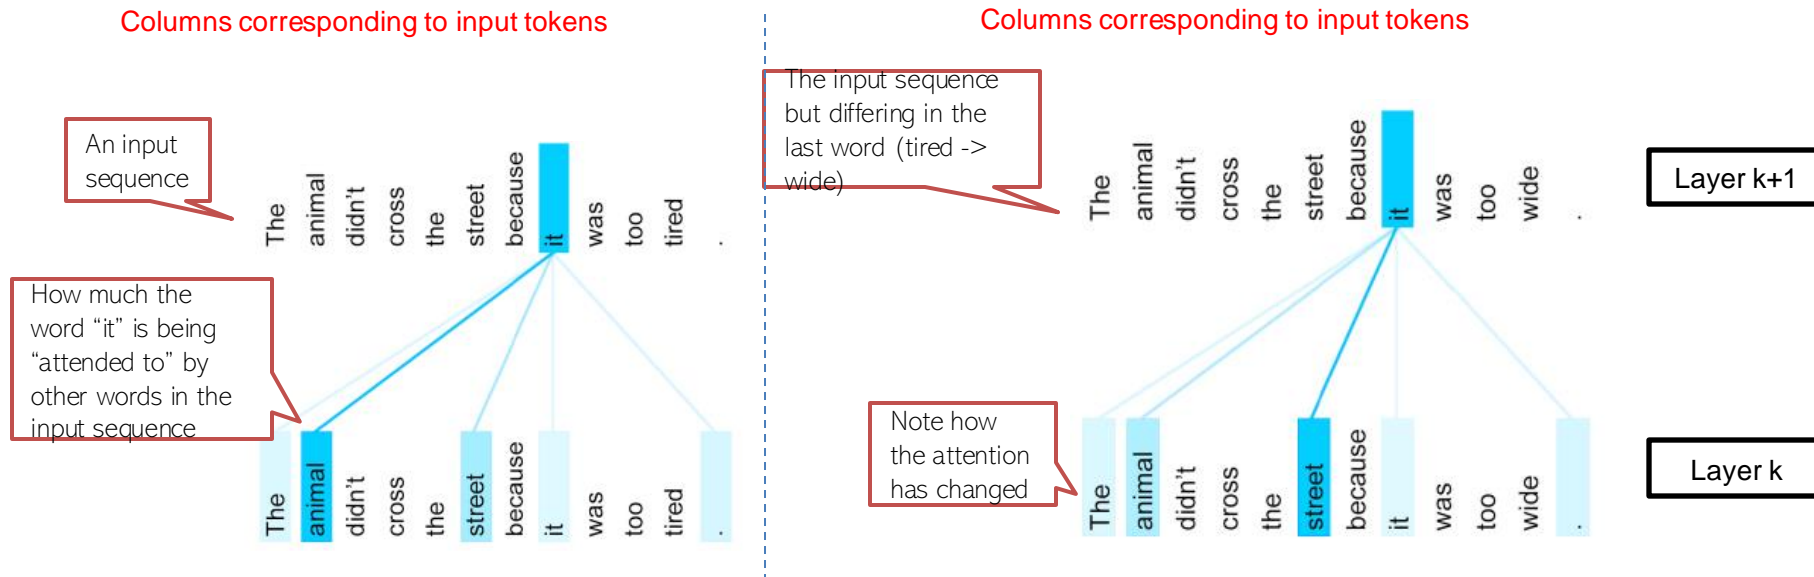 Columns corresponding to input tokens
An input
sequence
The animal didn't cross the street because it was too tired .
How much the
word “it” is being
“attended to” by
other words in the
input sequence
The animal didn't cross the street because it was too tired .
Columns corresponding to input tokens
The input sequence
but differing in the
last word (tired ->
wide)
The animal didn't cross the street because it was too wide .
Layer k+1
Note how
the attention
has changed
The animal didn't cross the street because it was too wide .
Layer k